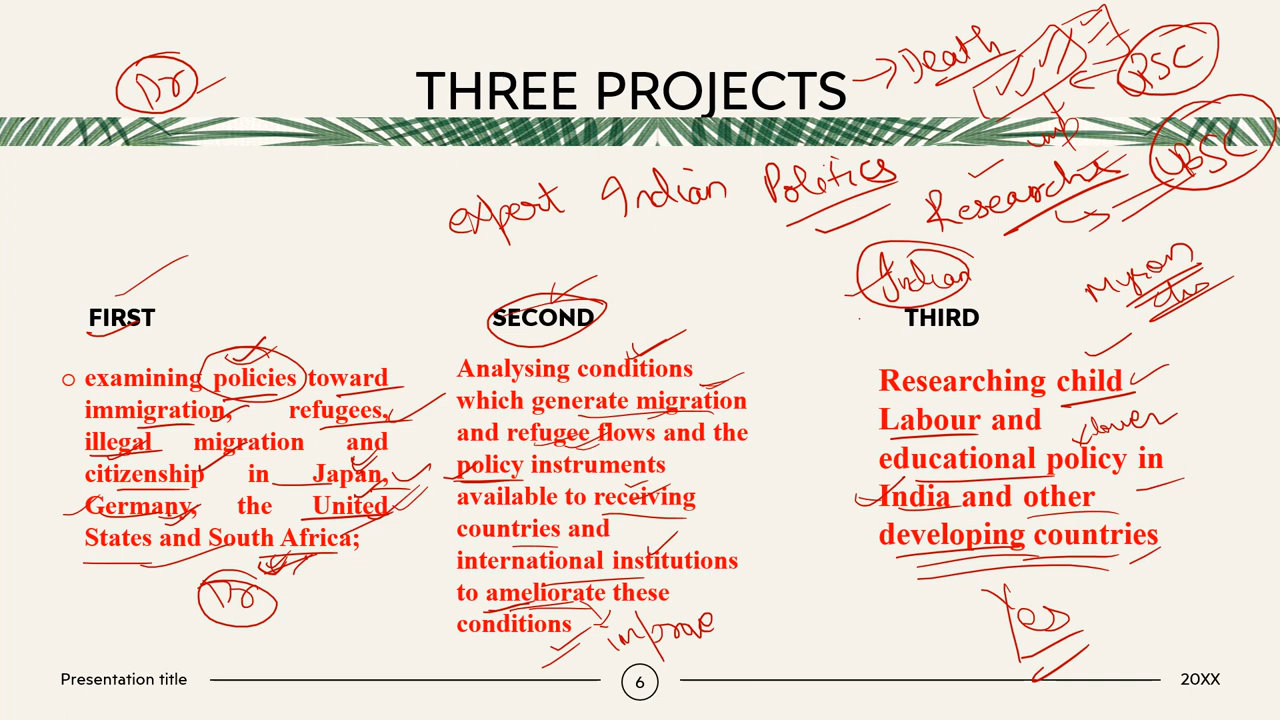 Dr
THREE PROJECTS
Death
PSC
imp
expert Indian Politics
UPSC
Indian
FIRST
SECOND
THIRD
examining policies toward
immigration, refugees,
illegal migration and
citizenship in Japan,
Germany, the United
States and South Africa;
Dr
Analysing conditions
which generate migration
and refugee flows and the
policy instruments
available to receiving
countries and
international institutions
to ameliorate these
conditions
improve
Researching child
Labour and
educational policy in
India and other
developing countries
Yes
Presentation title
6
20XX